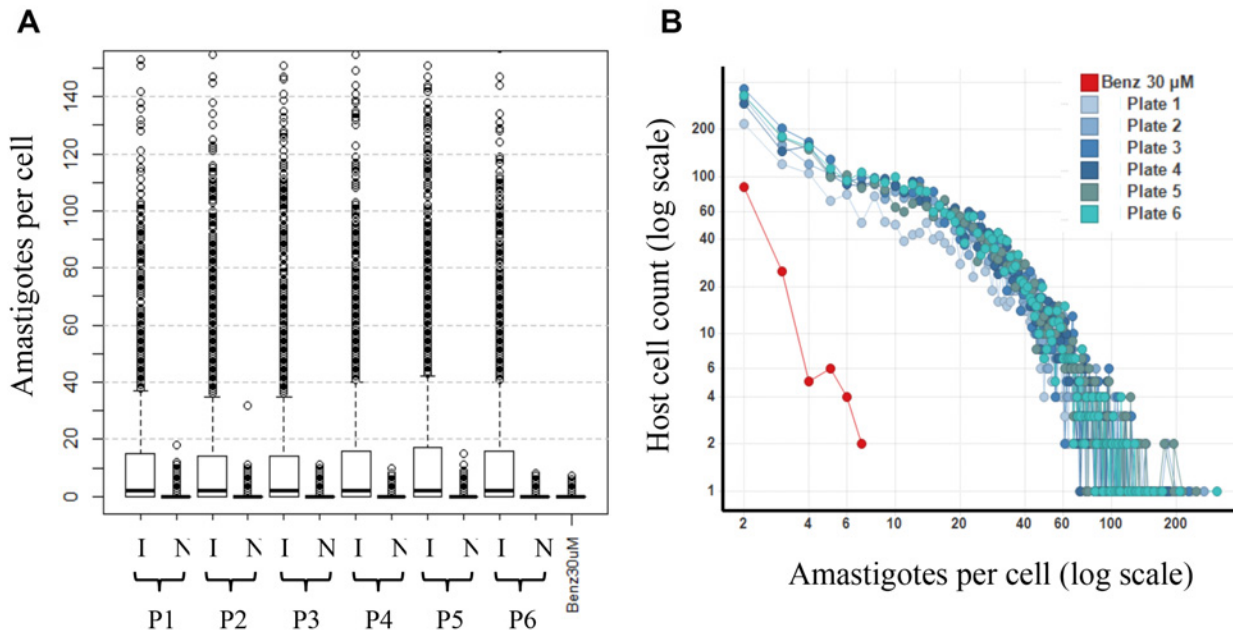 A
Amastigotes per cell
140
120
100
80
60
40
20
0
I N I N I N I N I N I N Benz30uM
P1 P2 P3 P4 P5 P6
B
Host cell count (log scale)
200
100
60
40
20
10
6
4
2
1
Benz 30 µM
Plate 1
Plate 2
Plate 3
Plate 4
Plate 5
Plate 6
2 4 6 10 20 40 60 100 200
Amastigotes per cell (log scale)